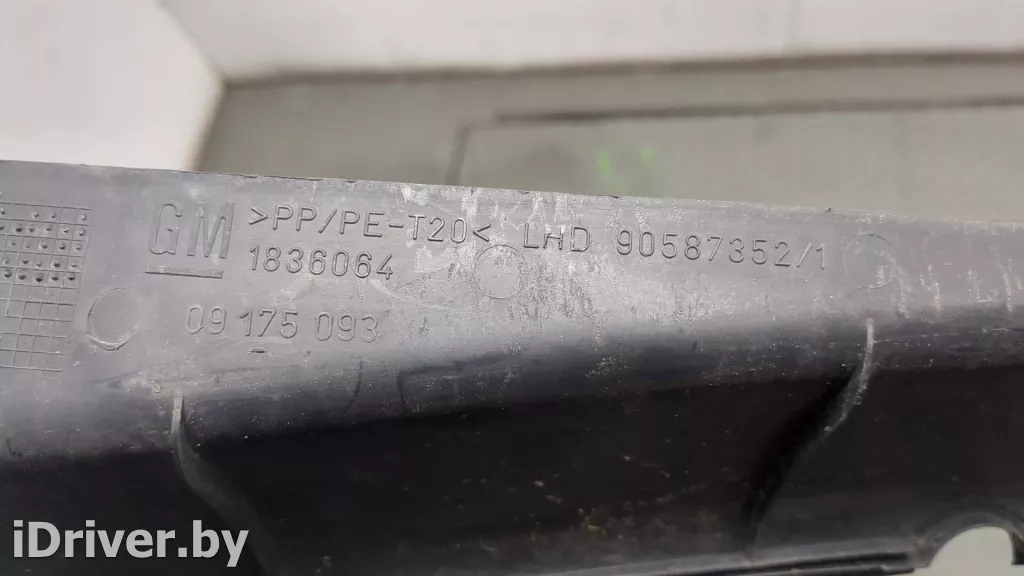 GM >PP/PE-T20< LHD 90587352/1
1836064
09 175 093
iDriver.by